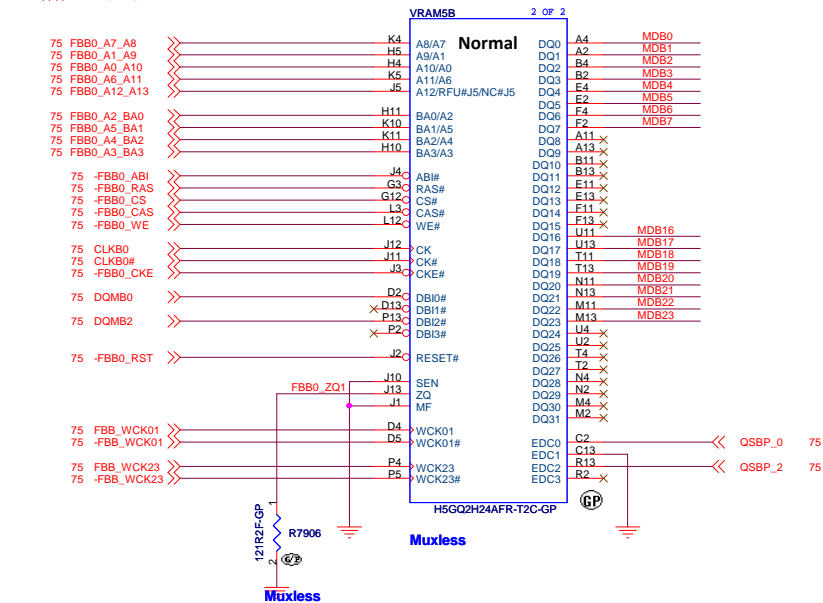 VRAM5B 2 OF 2
Normal
75 FBB0_A7_A8 K4 A8/A7 DQ0 A4 MDB0
75 FBB0_A1_A9 H5 A9/A1 DQ1 A2 MDB1
75 FBB0_A0_A10 H4 A10/A0 DQ2 B4 MDB2
75 FBB0_A6_A11 K5 A11/A6 DQ3 B2 MDB3
75 FBB0_A12_A13 J5 A12/RFU#J5/NC#J5 DQ4 E4 MDB4
DQ5 E2 MDB5
75 FBB0_A2_BA0 H11 BA0/A2 DQ6 F4 MDB6
75 FBB0_A5_BA1 K10 BA1/A5 DQ7 F2 MDB7
75 FBB0_A4_BA2 K11 BA2/A4 DQ8 A11
75 FBB0_A3_BA3 H10 BA3/A3 DQ9 A13
DQ10 B11
75 -FBB0_ABI J4 ABI# DQ11 B13
75 -FBB0_RAS G3 RAS# DQ12 E11
75 -FBB0_CS G12 CS# DQ13 E13
75 -FBB0_CAS L3 CAS# DQ14 F11
75 -FBB0_WE L12 WE# DQ15 F13
DQ16 U11 MDB16
75 CLKB0 J12 CK DQ17 U13 MDB17
75 CLKB0# J11 CK# DQ18 T11 MDB18
75 -FBB0_CKE J3 CKE# DQ19 T13 MDB19
DQ20 N11 MDB20
75 DQMB0 D2 DBI0# DQ21 N13 MDB21
D13 DBI1# DQ22 M11 MDB22
75 DQMB2 P13 DBI2# DQ23 M13 MDB23
P2 DBI3# DQ24 U4
DQ25 U2
75 -FBB0_RST J2 RESET# DQ26 T4
DQ27 T2
J10 SEN DQ28 N4
FBB0_ZQ1 J13 ZQ DQ29 N2
J1 MF DQ30 M4
DQ31 M2
75 FBB_WCK01 D4 WCK01
75 -FBB_WCK01 D5 WCK01# EDC0 C2 QSBP_0 75
EDC1 C13
75 FBB_WCK23 P4 WCK23 EDC2 R13 QSBP_2 75
75 -FBB_WCK23 P5 WCK23# EDC3 R2
GP
H5GQ2H24AFR-T2C-GP
1
121R2F-GP R7906
2 GP
Muxless
Muxless